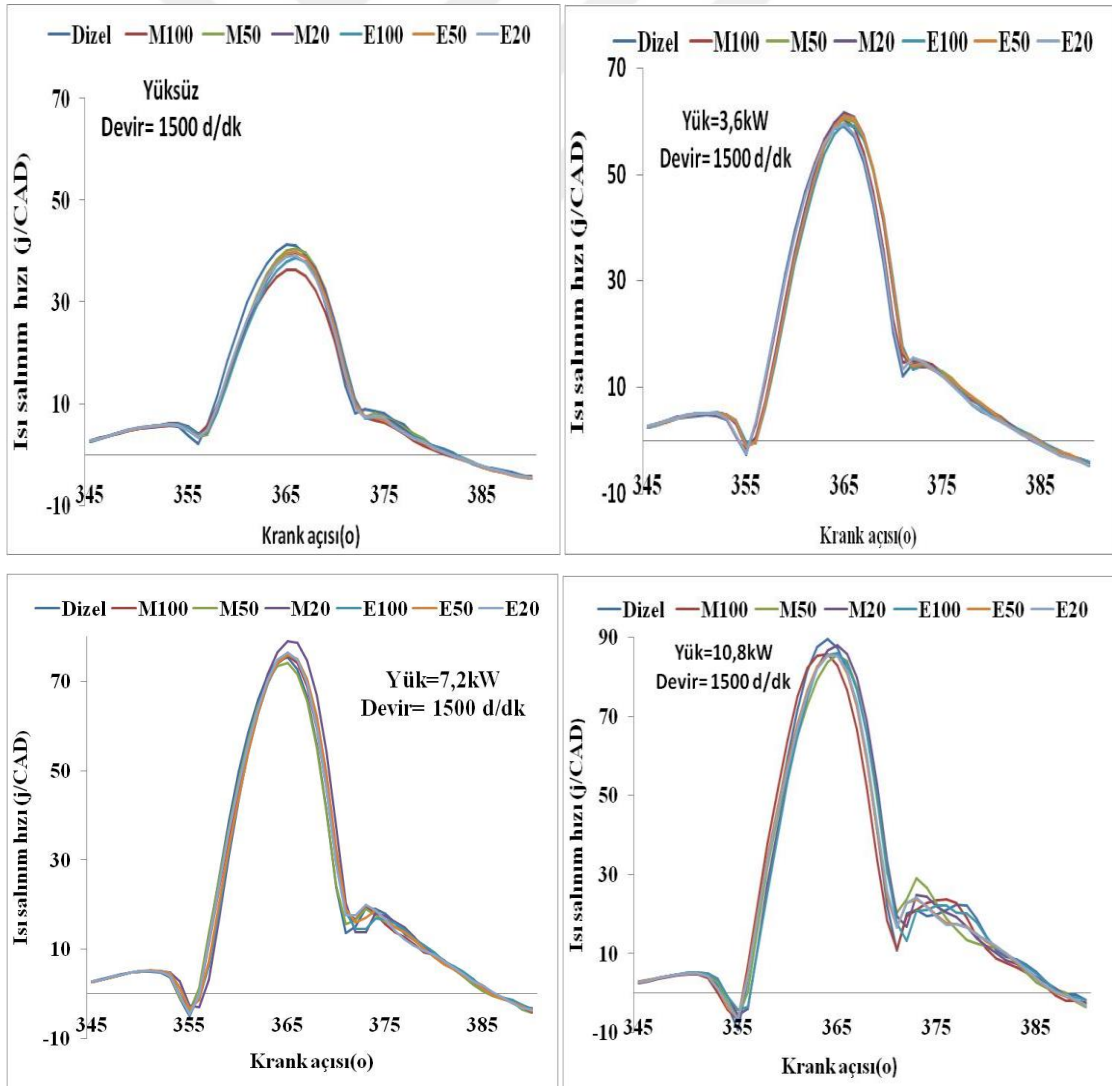 Dizel M100 M50 M20 E100 E50 E20
Yüksüz
Devir= 1500 d/dk
Isı salınım hızı (j/CAD)
70
50
30
10
-10
345 355 365 375 385
Krank açısı(o)
Dizel M100 M50 M20 E100 E50 E20
Yük=3,6kW
Devir= 1500 d/dk
Isı salınım hızı (j/CAD)
70
50
30
10
-10
345 355 365 375 385
Krank açısı(o)
Dizel M100 M50 M20 E100 E50 E20
Yük=7,2kW
Devir= 1500 d/dk
Isı salınım hızı (j/CAD)
70
50
30
10
-10
345 355 365 375 385
Krank açısı(o)
Dizel M100 M50 M20 E100 E50 E20
Yük=10,8kW
Devir= 1500 d/dk
Isı salınım hızı (j/CAD)
90
70
50
30
10
-10
345 355 365 375 385
Krank açısı(o)